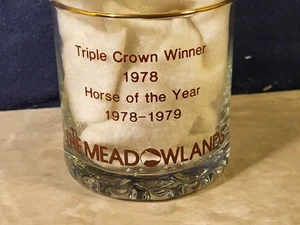 Triple Crown Winner
1978
Horse of the Year
1978-1979
THE MEADOWLANDS